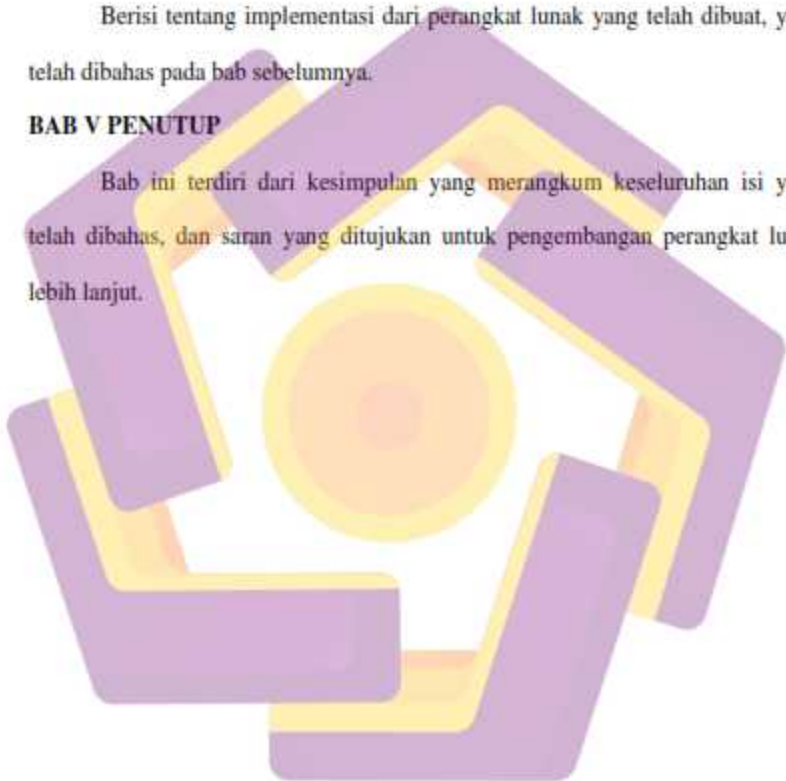 Berisi tentang implementasi dari perangkat lunak yang telah dibuat, y
telah dibahas pada bab sebelumnya.
BAB V PENUTUP
Bab ini terdiri dari kesimpulan yang merangkum keseluruhan isi y
telah dibahas, dan saran yang ditujukan untuk pengembangan perangkat lu
lebih lanjut.